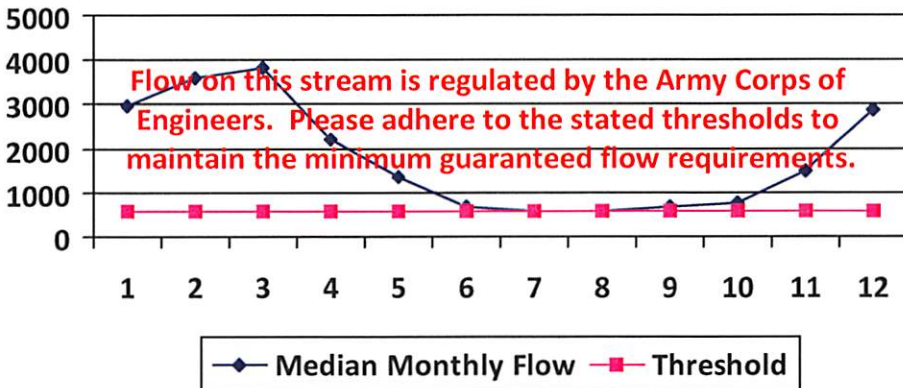 5000
4000
3000
2000
1000
0
Flow on this stream is regulated by the Army Corps of
Engineers. Please adhere to the stated thresholds to
maintain the minimum guaranteed flow requirements.
1 2 3 4 5 6 7 8 9 10 11 12
Median Monthly Flow Threshold